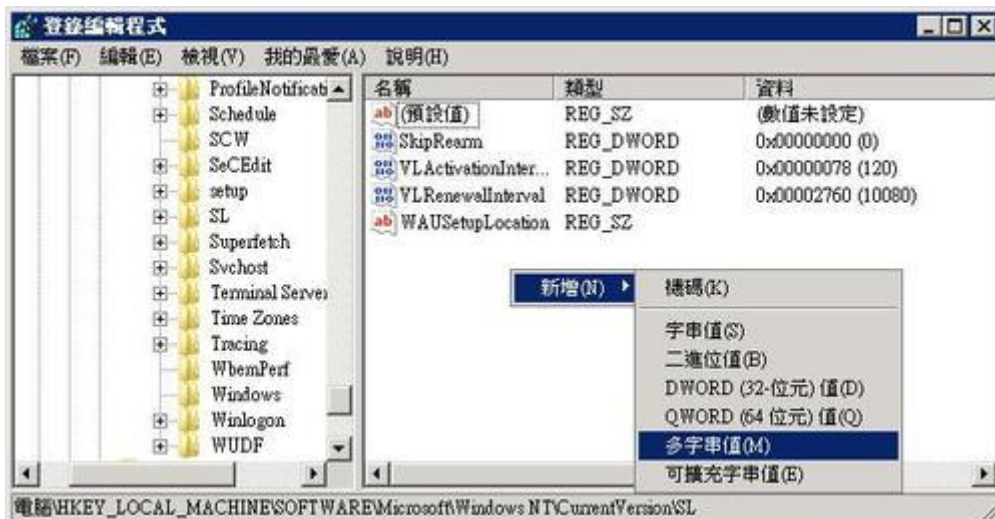 登錄編輯程式
檔案(F) 編輯(E) 檢視(V) 我的最愛(A) 說明(H)
ProfileNotificati
Schedule
SCW
SeCEdit
setup
SL
Superfetch
Svchost
Terminal Server
Time Zones
Tracing
WbemPerf
Windows
Winlogon
WUDF
名稱 類型 資料
(預設值) REG_SZ (數值未設定)
SkipRearm REG_DWORD 0x00000000 (0)
VLActivationInter... REG_DWORD 0x00000078 (120)
VLRenewalInterval REG_DWORD 0x00002760 (10080)
WAUSetupLocation REG_SZ
新增(N)
機碼(K)
字串值(S)
二進位值(B)
DWORD (32-位元) 值(D)
QWORD (64 位元) 值(Q)
多字串值(M)
可擴充字串值(E)
電腦\HKEY_LOCAL_MACHINE\SOFTWARE\Microsoft\Windows NT\CurrentVersion\SL